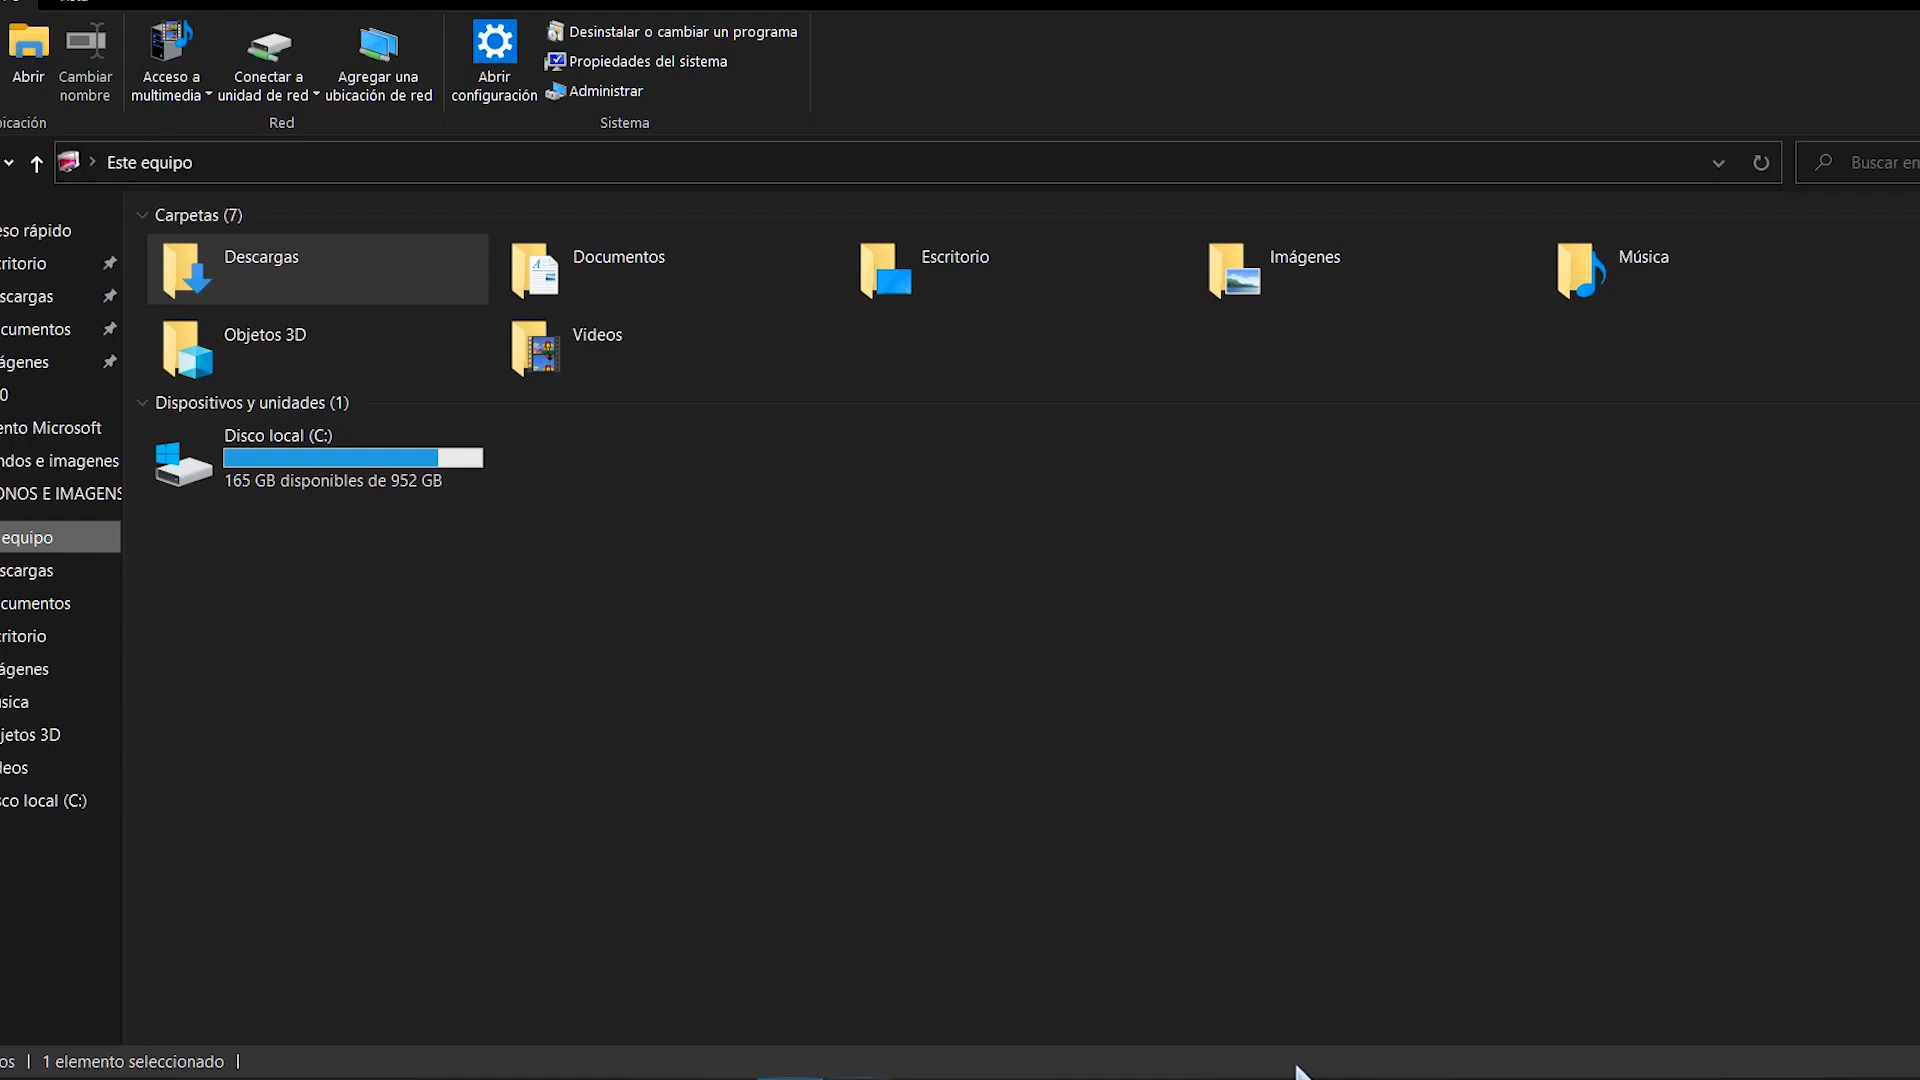 Abrir
Cambiar
nombre
Acceso a
multimedia
Conectar a
unidad de red
Agregar una
ubicación de red
Abrir
configuración
Desinstalar o cambiar un programa
Propiedades del sistema
Administrar
icación
Red
Sistema
Este equipo
Buscar en
Carpetas (7)
Descargas
Documentos
Escritorio
Imágenes
Música
Objetos 3D
Videos
Dispositivos y unidades (1)
Disco local (C:)
165 GB disponibles de 952 GB
eso rápido
critorio
scargas
cumentos
ágenes
0
ento Microsoft
ndos e imagenes
ONOS E IMAGENS
equipo
scargas
cumentos
critorio
ágenes
sica
jetos 3D
deos
sco local (C:)
os
1 elemento seleccionado